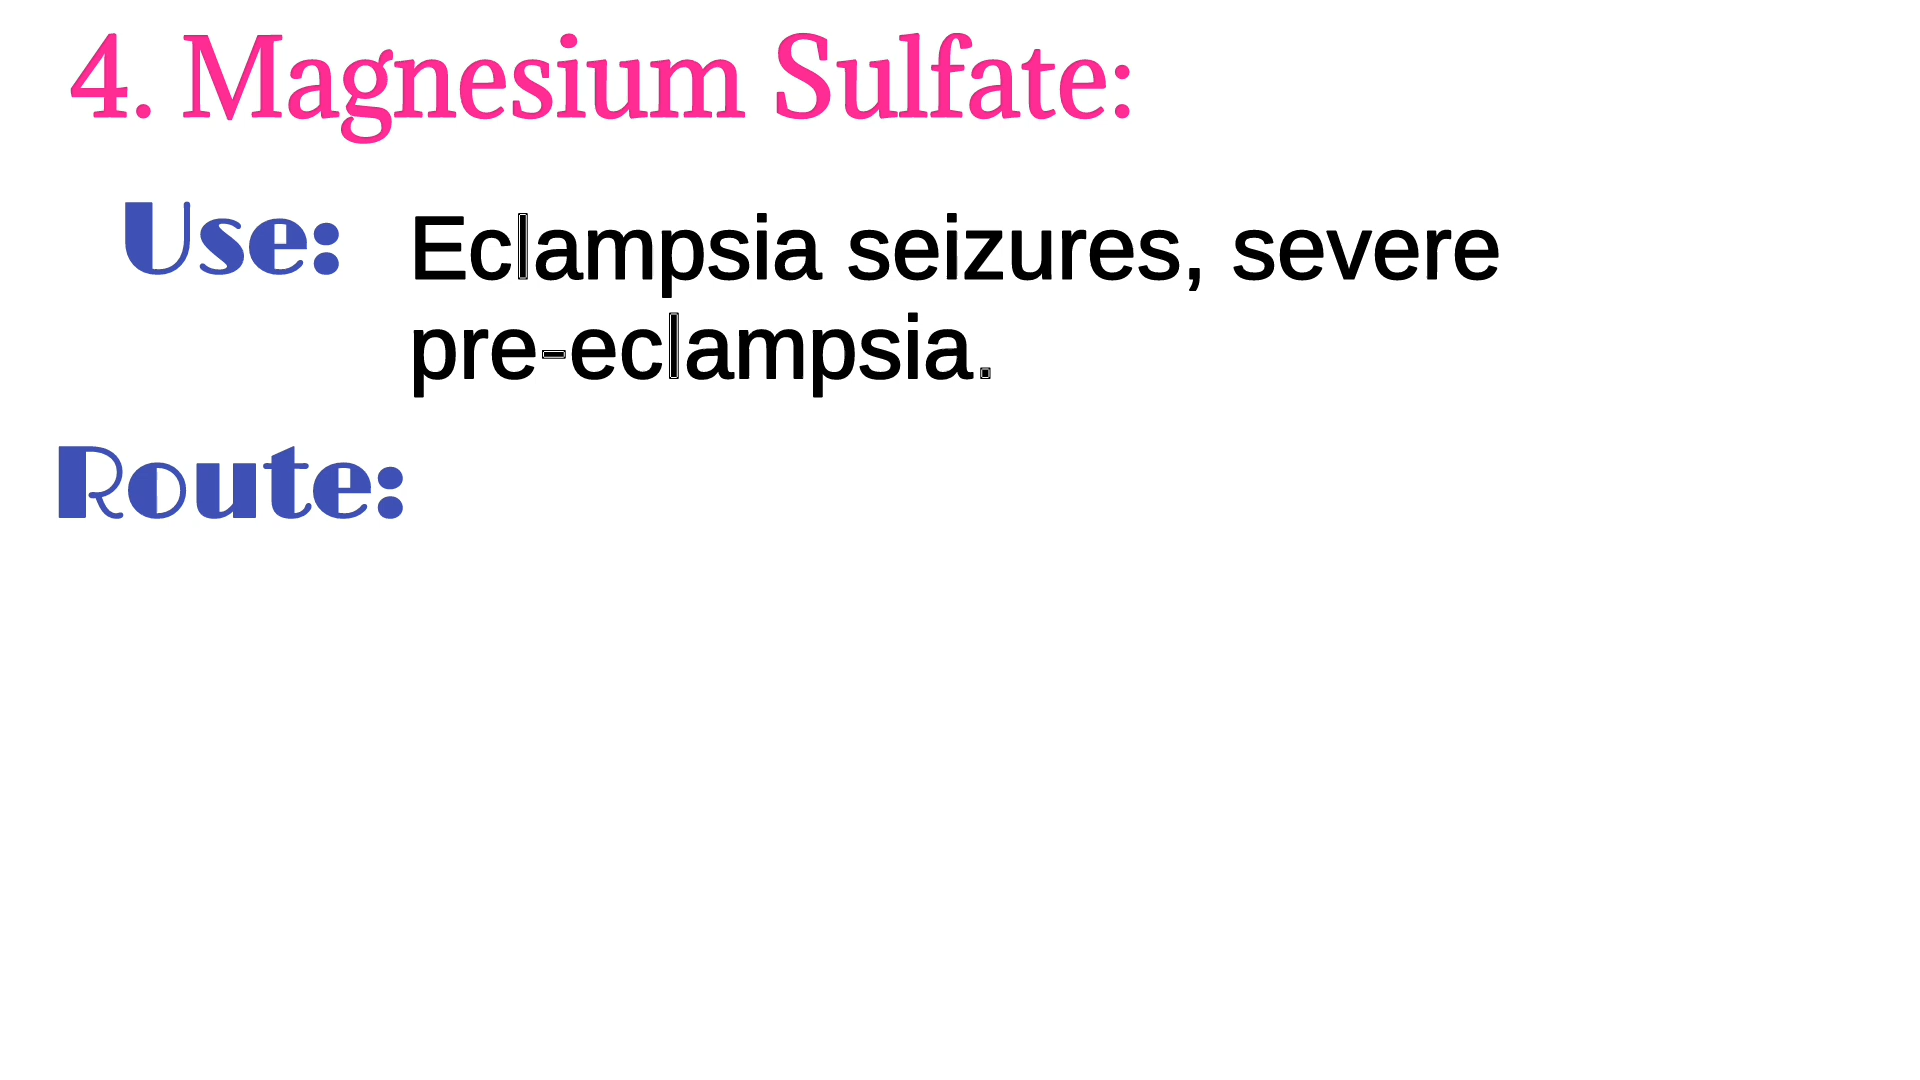 4. Magnesium Sulfate:
Use: Eclampsia seizures, severe
pre-eclampsia.
Route: